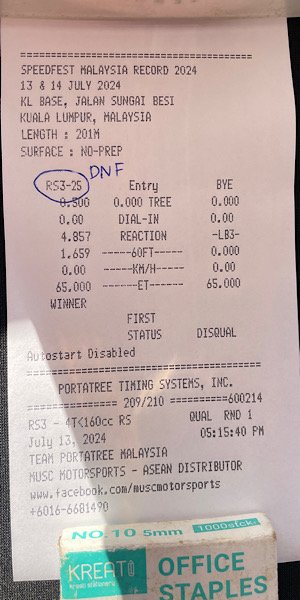 ========================================
SPEEDFEST MALAYSIA RECORD 2024
13 & 14 JULY 2024
KL BASE, JALAN SUNGAI BESI
KUALA LUMPUR, MALAYSIA
LENGTH : 201M
SURFACE : NO-PREP
DNF
RS3-25 Entry BYE
0.500 0.000 TREE 0.000
0.00 DIAL-IN 0.00
4.857 REACTION -LB3-
1.659 ------60FT----- 0.000
0.00 ------KM/H----- 0.00
65.000 -------ET------ 65.000
WINNER
FIRST
STATUS DISQUAL
Autostart Disabled
========================================
PORTATREE TIMING SYSTEMS, INC.
================ 209/210 ==========600214
RS3 - 4T<160cc RS QUAL RND 1
July 13, 2024 05:15:40 PM
TEAM PORTATREE MALAYSIA
MUSC MOTORSPORTS - ASEAN DISTRIBUTOR
www.facebook.com/muscmotorsports
+6016-6681490
NO.10 5mm 1000stck.
KREATO
kreato stationery
OFFICE
STAPLES